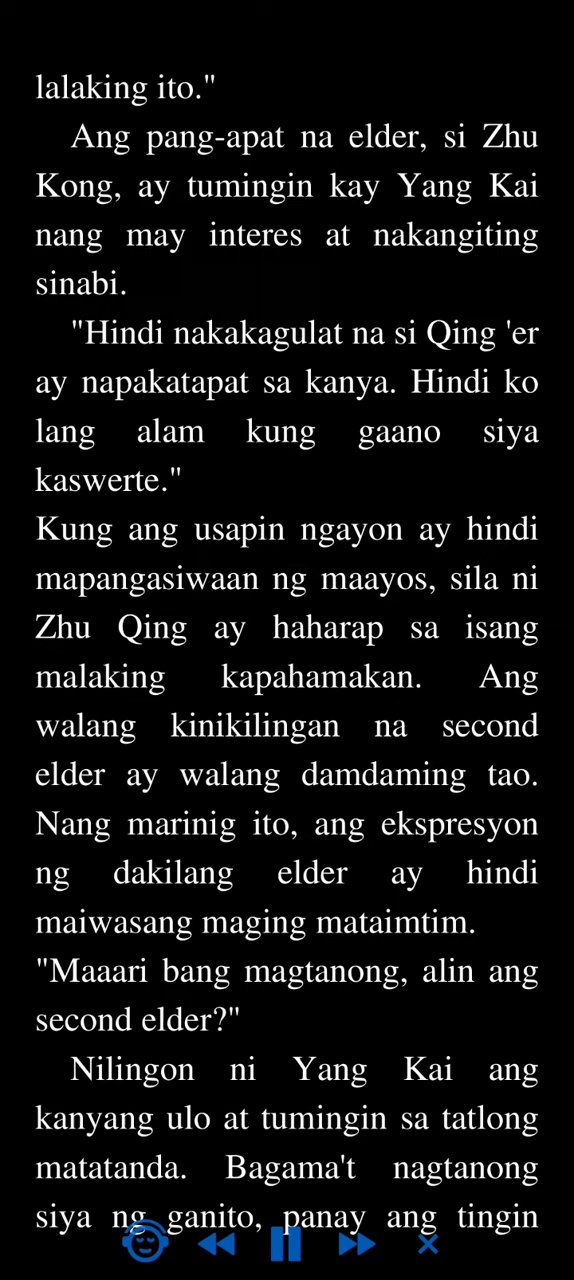 lalaking ito."
Ang pang-apat na elder, si Zhu
Kong, ay tumingin kay Yang Kai
nang may interes at nakangiting
sinabi.
"Hindi nakakagulat na si Qing 'er
ay napakatapat sa kanya. Hindi ko
lang alam kung gaano siya
kaswerte."
Kung ang usapin ngayon ay hindi
mapangasiwaan ng maayos, sila ni
Zhu Qing ay haharap sa isang
malaking kapahamakan. Ang
walang kinikilingan na second
elder ay walang damdaming tao.
Nang marinig ito, ang ekspresyon
ng dakilang elder ay hindi
maiwasang maging mataimtim.
"Maaari bang magtanong, alin ang
second elder?"
Nilingon ni Yang Kai ang
kanyang ulo at tumingin sa tatlong
matatanda. Bagama't nagtanong
siya ng ganito, panay ang tingin